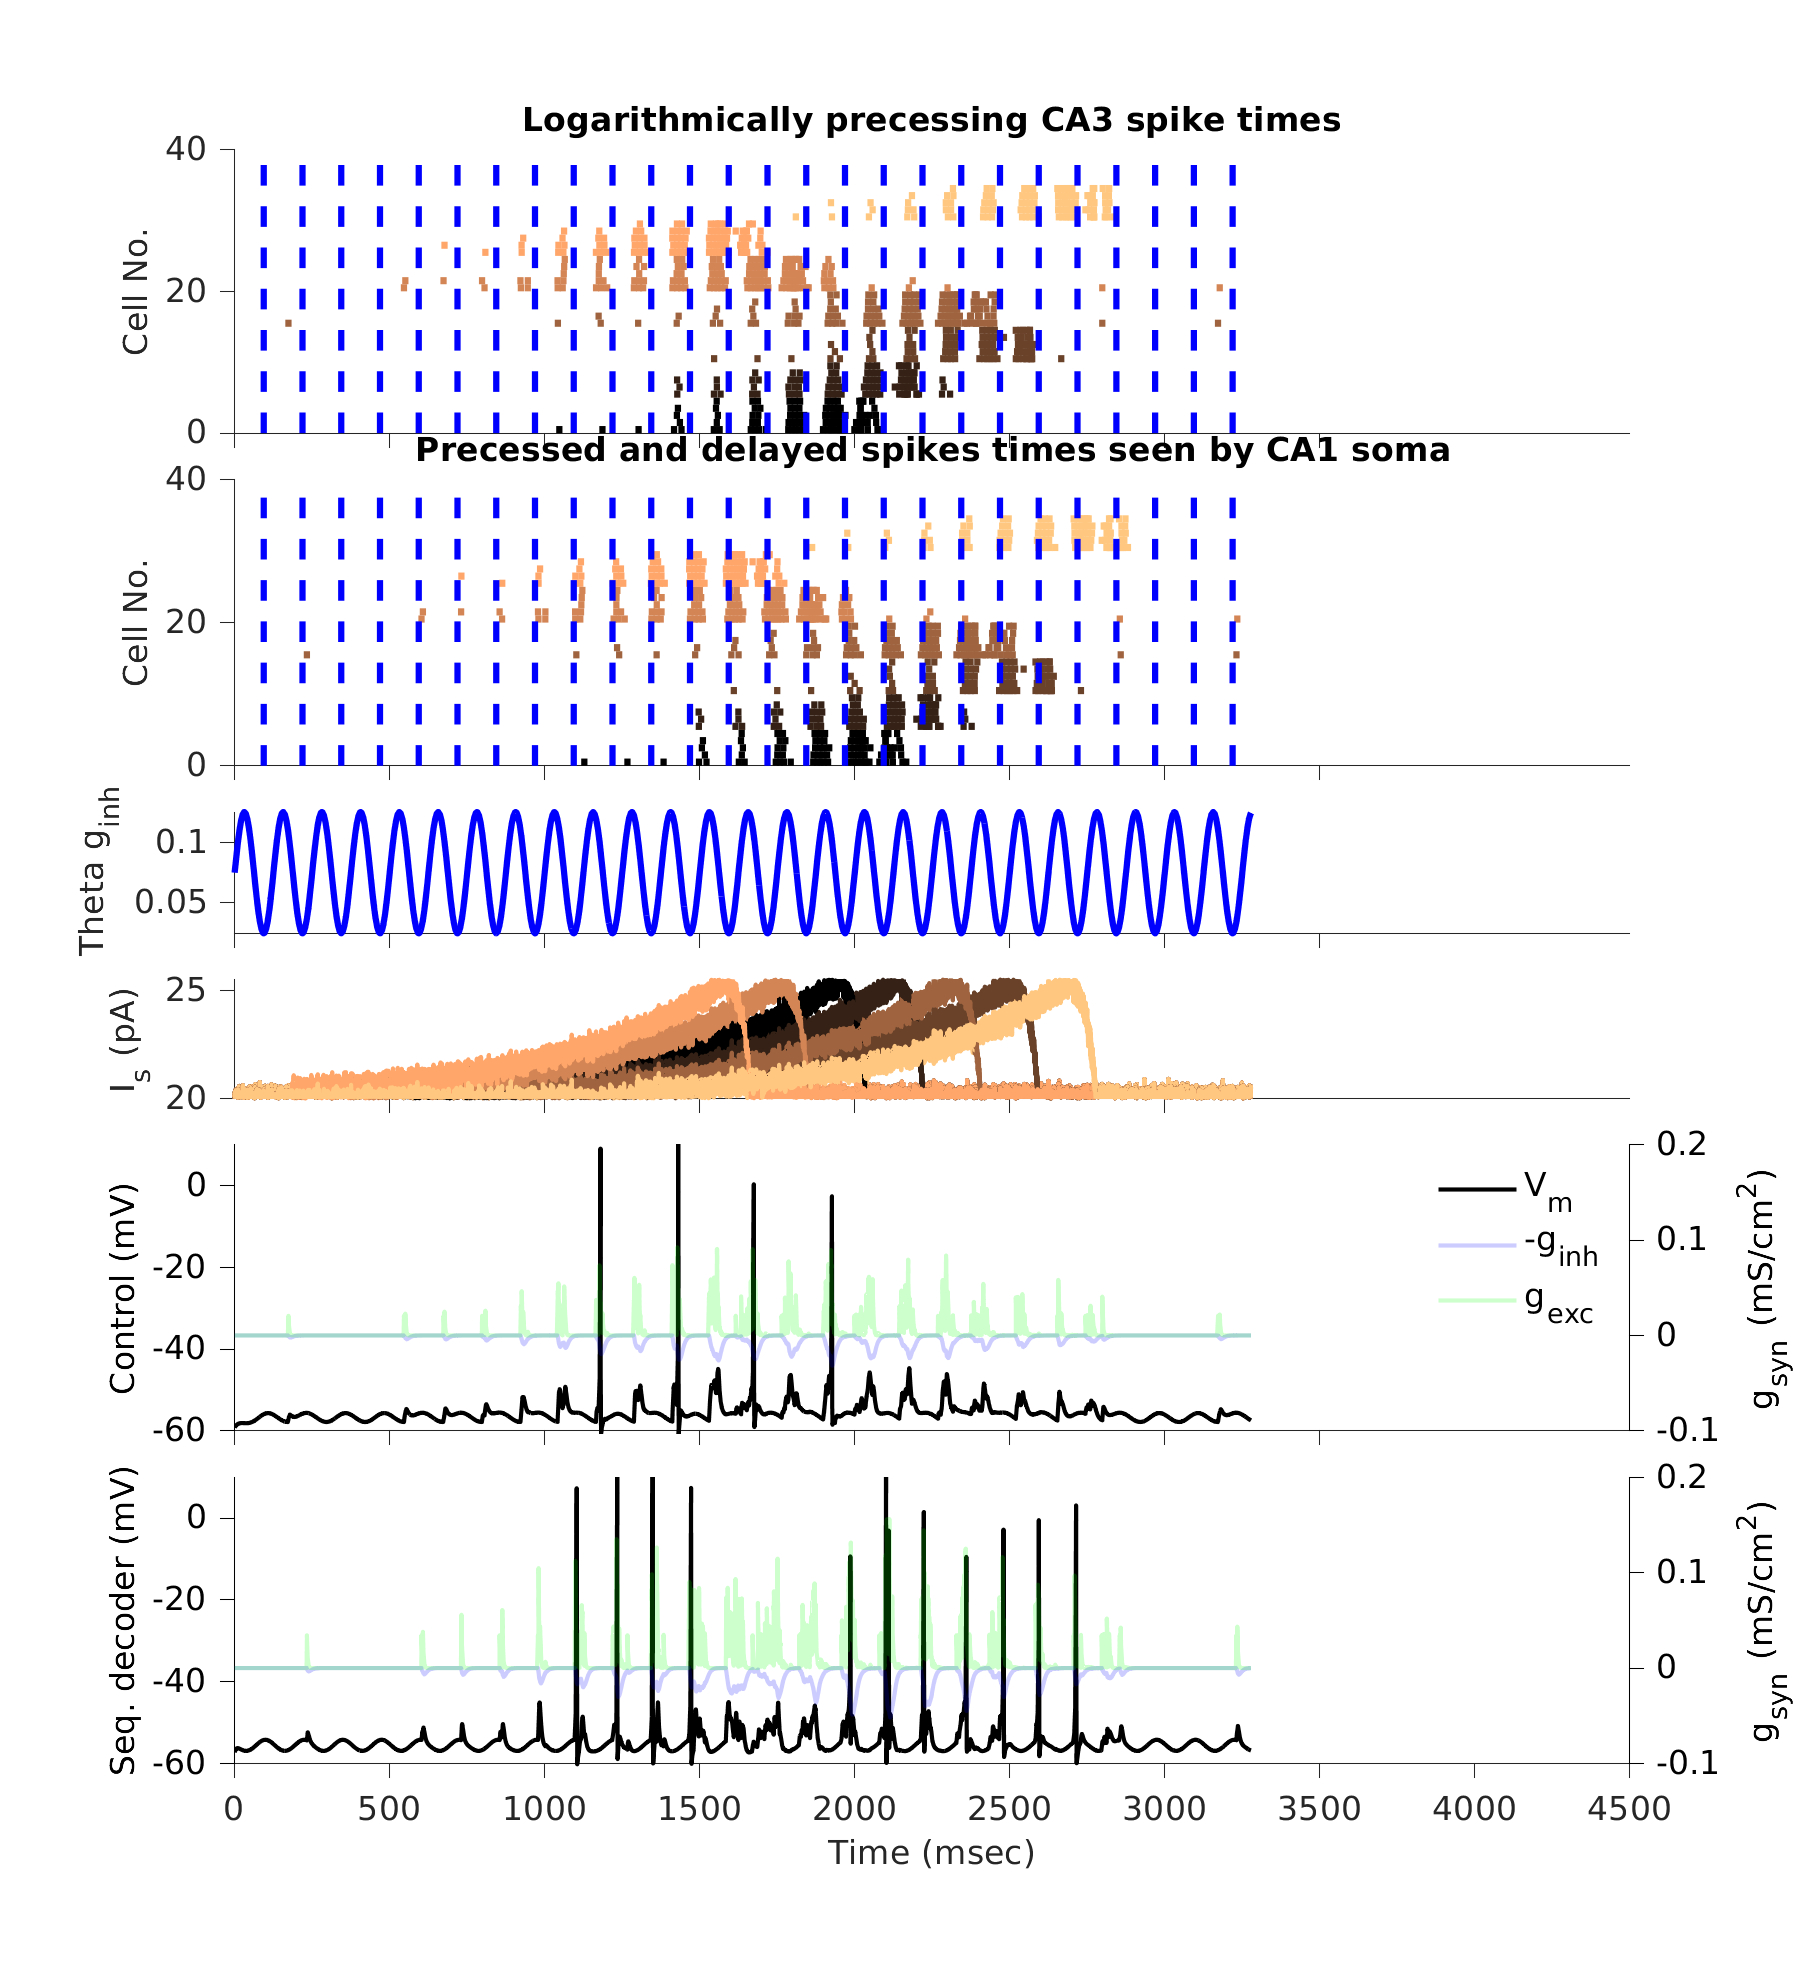 Logarithmically precessing CA3 spike times
40
20
0
Cell No.
Precessed and delayed spikes times seen by CA1 soma
40
20
0
Cell No.
0.1
0.05
Theta g_inh
25
20
I_s (pA)
0
-20
-40
-60
Control (mV)
V_m
-g_inh
g_exc
0.2
0.1
0
-0.1
g_syn (mS/cm^2)
0
-20
-40
-60
Seq. decoder (mV)
0.2
0.1
0
-0.1
g_syn (mS/cm^2)
0 500 1000 1500 2000 2500 3000 3500 4000 4500
Time (msec)